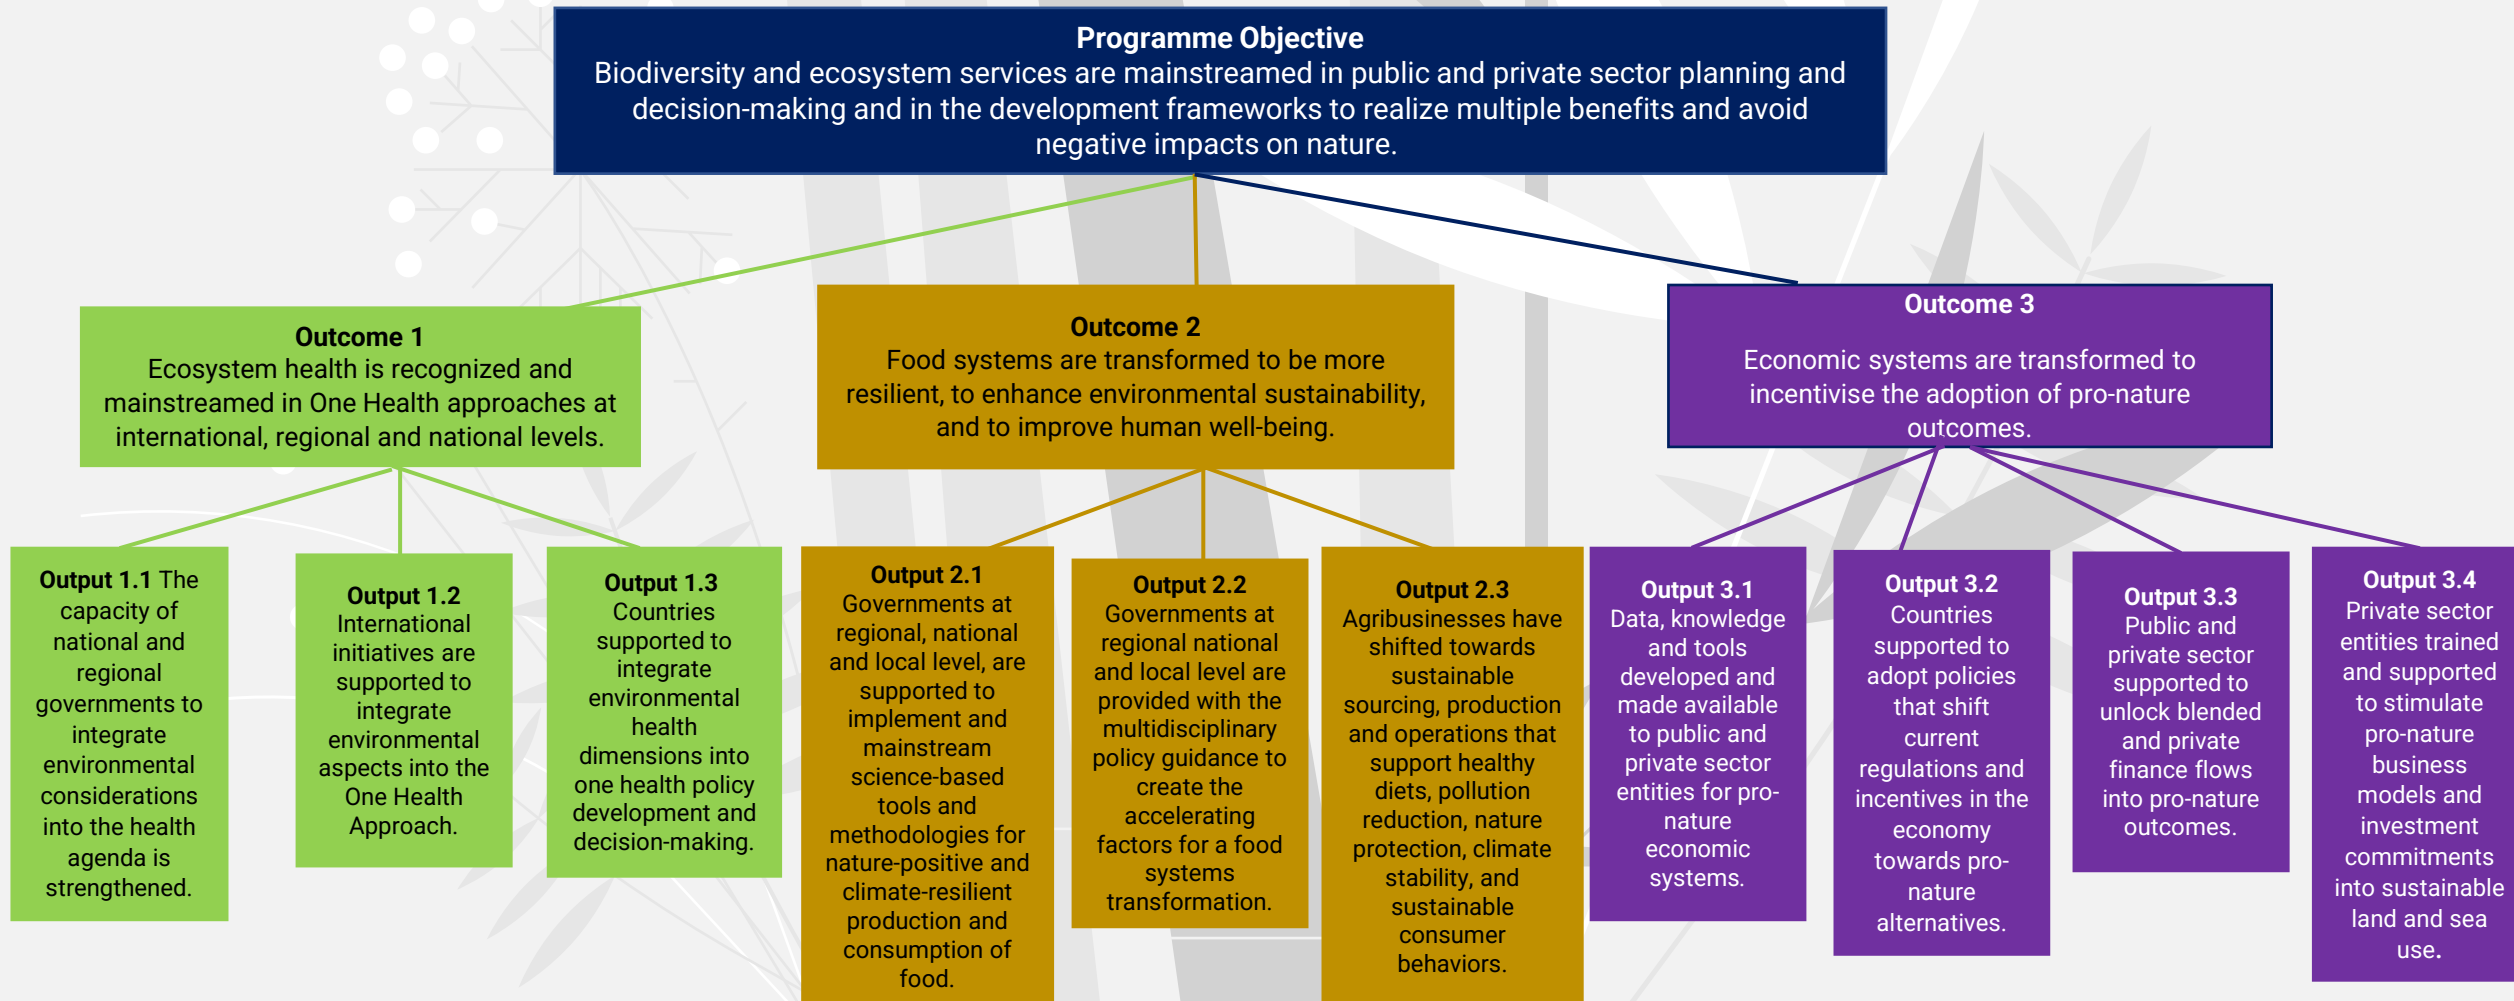 Programme Objective
Biodiversity and ecosystem services are mainstreamed in public and private sector planning and
decision-making and in the development frameworks to realize multiple benefits and avoid
negative impacts on nature.
Outcome 1
Ecosystem health is recognized and
mainstreamed in One Health approaches at
international, regional and national levels.
Outcome 2
Food systems are transformed to be more
resilient, to enhance environmental sustainability,
and to improve human well-being.
Outcome 3
Economic systems are transformed to
incentivise the adoption of pro-nature
outcomes.
Output 1.1 The
capacity of
national and
regional
governments to
integrate
environmental
considerations
into the health
agenda is
strengthened.
Output 1.2
International
initiatives are
supported to
integrate
environmental
aspects into the
One Health
Approach.
Output 1.3
Countries
supported to
integrate
environmental
health
dimensions into
one health policy
development and
decision-making.
Output 2.1
Governments at
regional, national
and local level, are
supported to
implement and
mainstream
science-based
tools and
methodologies for
nature-positive and
climate-resilient
production and
consumption of
food.
Output 2.2
Governments at
regional national
and local level are
provided with the
multidisciplinary
policy guidance to
create the
accelerating
factors for a food
systems
transformation.
Output 2.3
Agribusinesses have
shifted towards
sustainable
sourcing, production
and operations that
support healthy
diets, pollution
reduction, nature
protection, climate
stability, and
sustainable
consumer
behaviors.
Output 3.1
Data, knowledge
and tools
developed and
made available
to public and
private sector
entities for pro-
nature
economic
systems.
Output 3.2
Countries
supported to
adopt policies
that shift
current
regulations and
incentives in the
economy
towards pro-
nature
alternatives.
Output 3.3
Public and
private sector
supported to
unlock blended
and private
finance flows
into pro-nature
outcomes.
Output 3.4
Private sector
entities trained
and supported
to stimulate
pro-nature
business
models and
investment
commitments
into sustainable
land and sea
use.